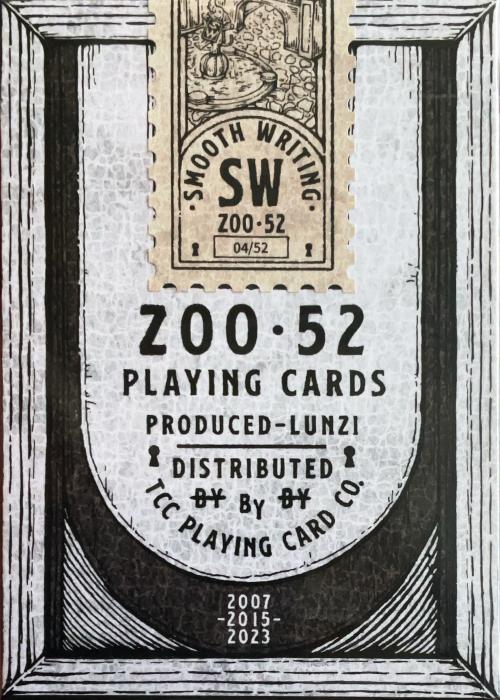 ·SMOOTH WRITING·
SW
ZOO·52
04/52
ZOO·52
PLAYING CARDS
PRODUCED-LUNZI
DISTRIBUTED
BY By BY
TCC PLAYING CARD CO.
2007
-2015-
2023